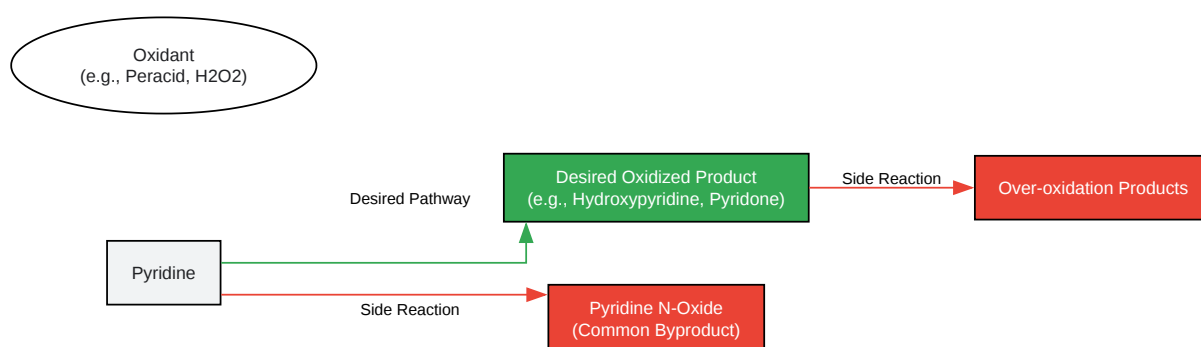 Oxidant
(e.g., Peracid, H2O2)
Desired Oxidized Product
(e.g., Hydroxypyridine, Pyridone)
Side Reaction
Over-oxidation Products
Desired Pathway
Pyridine
Side Reaction
Pyridine N-Oxide
(Common Byproduct)